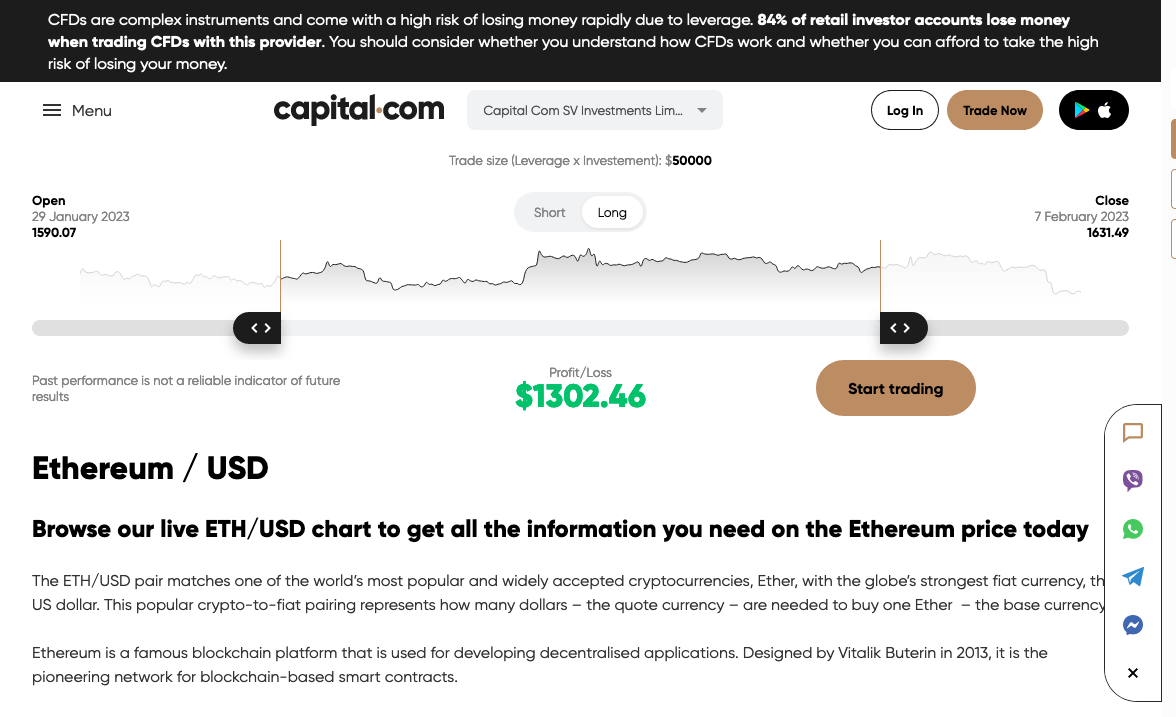 CFDs are complex instruments and come with a high risk of losing money rapidly due to leverage. 84% of retail investor accounts lose money
when trading CFDs with this provider. You should consider whether you understand how CFDs work and whether you can afford to take the high
risk of losing your money.
Menu
capital.com
Capital Com SV Investments Lim...
Log In
Trade Now
Trade size (Leverage x Investement): $50000
Open
29 January 2023
1590.07
Short
Long
Close
7 February 2023
1631.49
Past performance is not a reliable indicator of future
results
Profit/Loss
$1302.46
Start trading
Ethereum / USD
Browse our live ETH/USD chart to get all the information you need on the Ethereum price today
The ETH/USD pair matches one of the world's most popular and widely accepted cryptocurrencies, Ether, with the globe's strongest fiat currency, th
US dollar. This popular crypto-to-fiat pairing represents how many dollars – the quote currency – are needed to buy one Ether – the base currency
Ethereum is a famous blockchain platform that is used for developing decentralised applications. Designed by Vitalik Buterin in 2013, it is the
pioneering network for blockchain-based smart contracts.